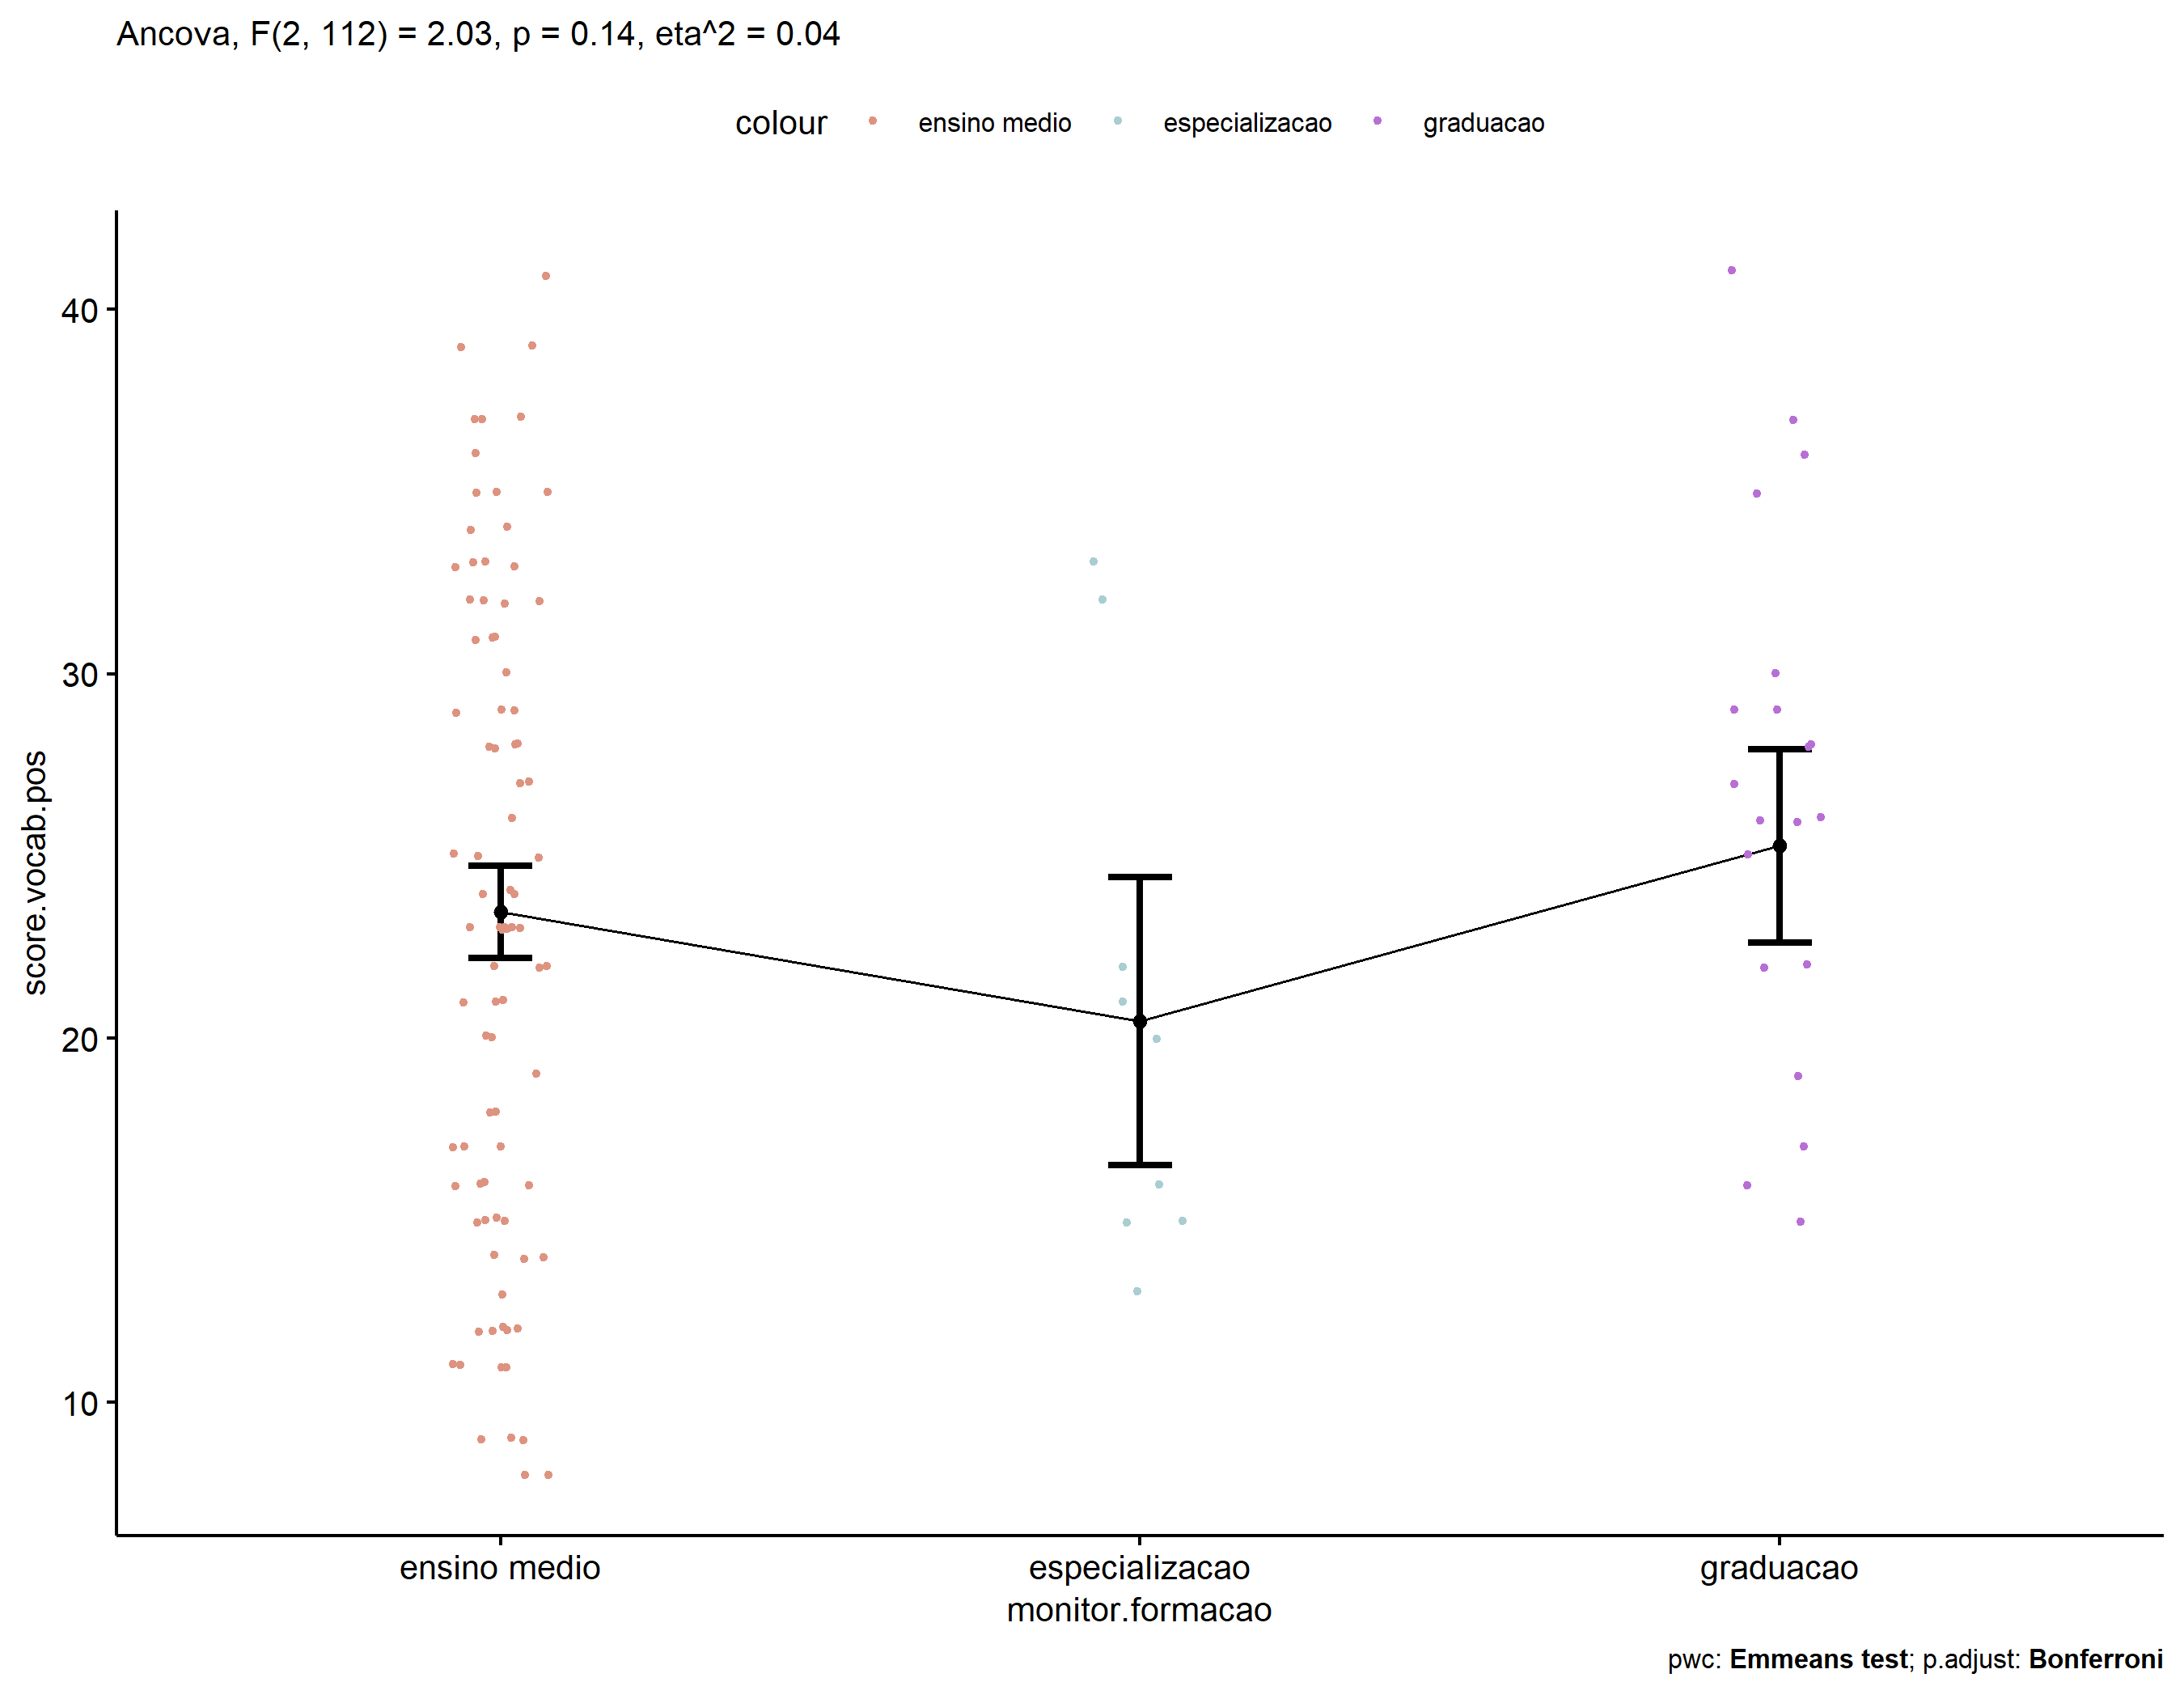 Ancova, F(2, 112) = 2.03, p = 0.14, eta^2 = 0.04
colour ensino medio especializacao graduacao
40
30
20
10
score.vocab.pos
ensino medio especializacao graduacao
monitor.formacao
pwc: Emmeans test; p.adjust: Bonferroni